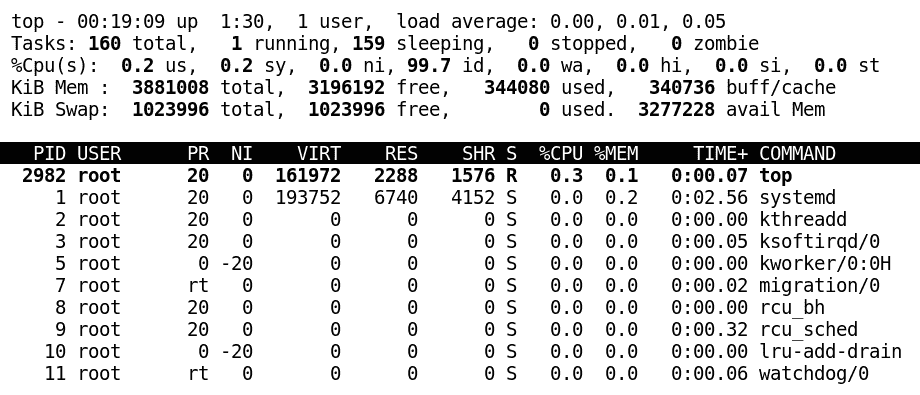 top - 00:19:09 up  1:30,  1 user,  load average: 0.00, 0.01, 0.05
Tasks: 160 total,   1 running, 159 sleeping,   0 stopped,   0 zombie
%Cpu(s):  0.2 us,  0.2 sy,  0.0 ni, 99.7 id,  0.0 wa,  0.0 hi,  0.0 si,  0.0 st
KiB Mem :  3881008 total,  3196192 free,   344080 used,   340736 buff/cache
KiB Swap:  1023996 total,  1023996 free,        0 used.  3277228 avail Mem
  PID USER      PR  NI    VIRT    RES    SHR S  %CPU %MEM     TIME+ COMMAND
 2982 root      20   0  161972   2288   1576 R   0.3  0.1   0:00.07 top
    1 root      20   0  193752   6740   4152 S   0.0  0.2   0:02.56 systemd
    2 root      20   0       0      0      0 S   0.0  0.0   0:00.00 kthreadd
    3 root      20   0       0      0      0 S   0.0  0.0   0:00.05 ksoftirqd/0
    5 root       0 -20       0      0      0 S   0.0  0.0   0:00.00 kworker/0:0H
    7 root      rt   0       0      0      0 S   0.0  0.0   0:00.02 migration/0
    8 root      20   0       0      0      0 S   0.0  0.0   0:00.00 rcu_bh
    9 root      20   0       0      0      0 S   0.0  0.0   0:00.32 rcu_sched
   10 root       0 -20       0      0      0 S   0.0  0.0   0:00.00 lru-add-drain
   11 root      rt   0       0      0      0 S   0.0  0.0   0:00.06 watchdog/0